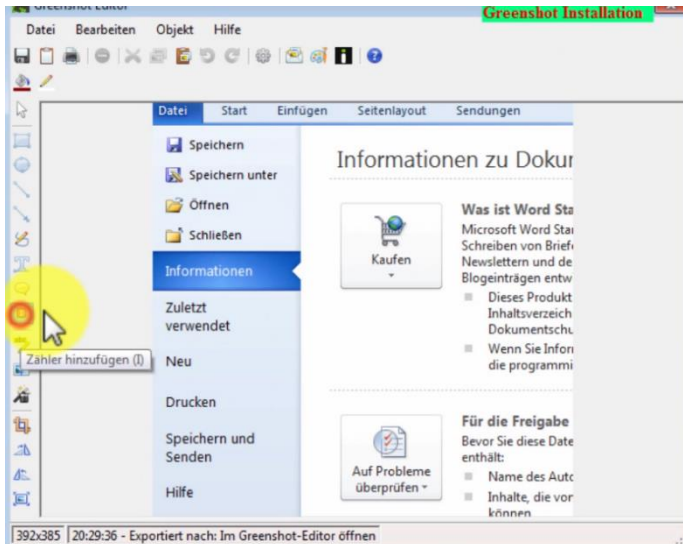 Greenshot Editor
Greenshot Installation
Datei Bearbeiten Objekt Hilfe
Datei Start Einfügen Seitenlayout Sendungen
Speichern
Speichern unter
Öffnen
Schließen
Informationen
Zuletzt
verwendet
Neu
Drucken
Speichern und
Senden
Hilfe
Informationen zu Dokur
Kaufen
Was ist Word Sta
Microsoft Word Star
Schreiben von Briefe
Newslettern und de
Blogeinträgen entw
Dieses Produkt
Inhaltsverzeich
Dokumentschu
Wenn Sie Inform
die programmi
Auf Probleme
überprüfen
Für die Freigabe
Bevor Sie diese Date
enthält:
Name des Auto
Inhalte, die vor
können
Zähler hinzufügen (I)
392x385 20:29:36 - Exportiert nach: Im Greenshot-Editor öffnen